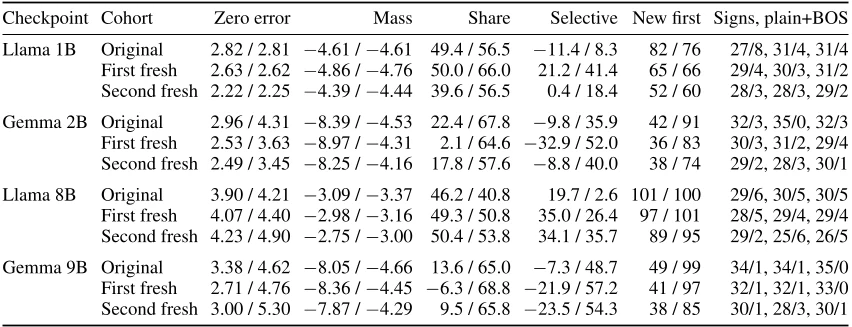 Checkpoint Cohort Zero error Mass Share Selective New first Signs, plain+BOS
Llama 1B Original 2.82 / 2.81 −4.61 / −4.61 49.4 / 56.5 −11.4 / 8.3 82 / 76 27/8, 31/4, 31/4
First fresh 2.63 / 2.62 −4.86 / −4.76 50.0 / 66.0 21.2 / 41.4 65 / 66 29/4, 30/3, 31/2
Second fresh 2.22 / 2.25 −4.39 / −4.44 39.6 / 56.5 0.4 / 18.4 52 / 60 28/3, 28/3, 29/2
Gemma 2B Original 2.96 / 4.31 −8.39 / −4.53 22.4 / 67.8 −9.8 / 35.9 42 / 91 32/3, 35/0, 32/3
First fresh 2.53 / 3.63 −8.97 / −4.31 2.1 / 64.6 −32.9 / 52.0 36 / 83 30/3, 31/2, 29/4
Second fresh 2.49 / 3.45 −8.25 / −4.16 17.8 / 57.6 −8.8 / 40.0 38 / 74 29/2, 28/3, 30/1
Llama 8B Original 3.90 / 4.21 −3.09 / −3.37 46.2 / 40.8 19.7 / 2.6 101 / 100 29/6, 30/5, 30/5
First fresh 4.07 / 4.40 −2.98 / −3.16 49.3 / 50.8 35.0 / 26.4 97 / 101 28/5, 29/4, 29/4
Second fresh 4.23 / 4.90 −2.75 / −3.00 50.4 / 53.8 34.1 / 35.7 89 / 95 29/2, 25/6, 26/5
Gemma 9B Original 3.38 / 4.62 −8.05 / −4.66 13.6 / 65.0 −7.3 / 48.7 49 / 99 34/1, 34/1, 35/0
First fresh 2.71 / 4.76 −8.36 / −4.45 −6.3 / 68.8 −21.9 / 57.2 41 / 97 32/1, 32/1, 33/0
Second fresh 3.00 / 5.30 −7.87 / −4.29 9.5 / 65.8 −23.5 / 54.3 38 / 85 30/1, 28/3, 30/1